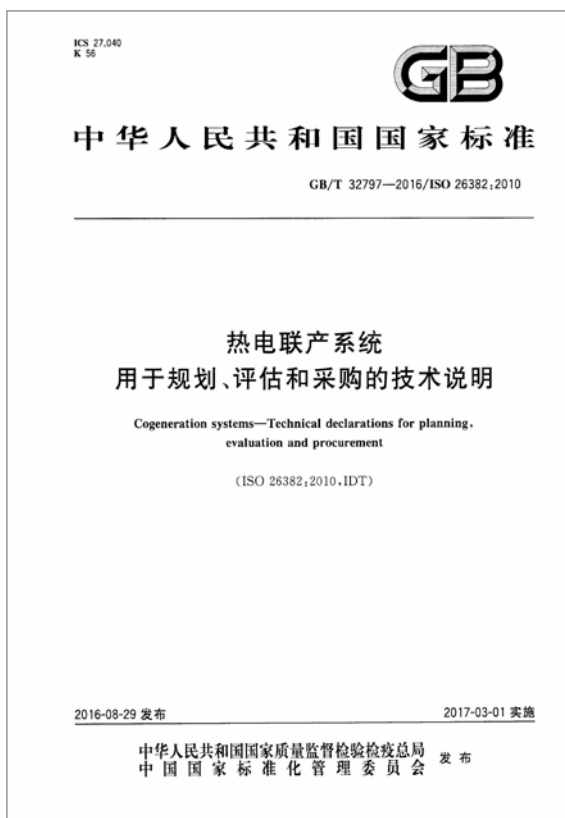 ICS 27.040
K 56
GB
中华人民共和国国家标准
GB/T 32797—2016/ISO 26382:2010
热电联产系统
用于规划、评估和采购的技术说明
Cogeneration systems—Technical declarations for planning,
evaluation and procurement
(ISO 26382:2010,IDT)
2016-08-29 发布
2017-03-01 实施
中华人民共和国国家质量监督检验检疫总局
中国国家标准化管理委员会
发布